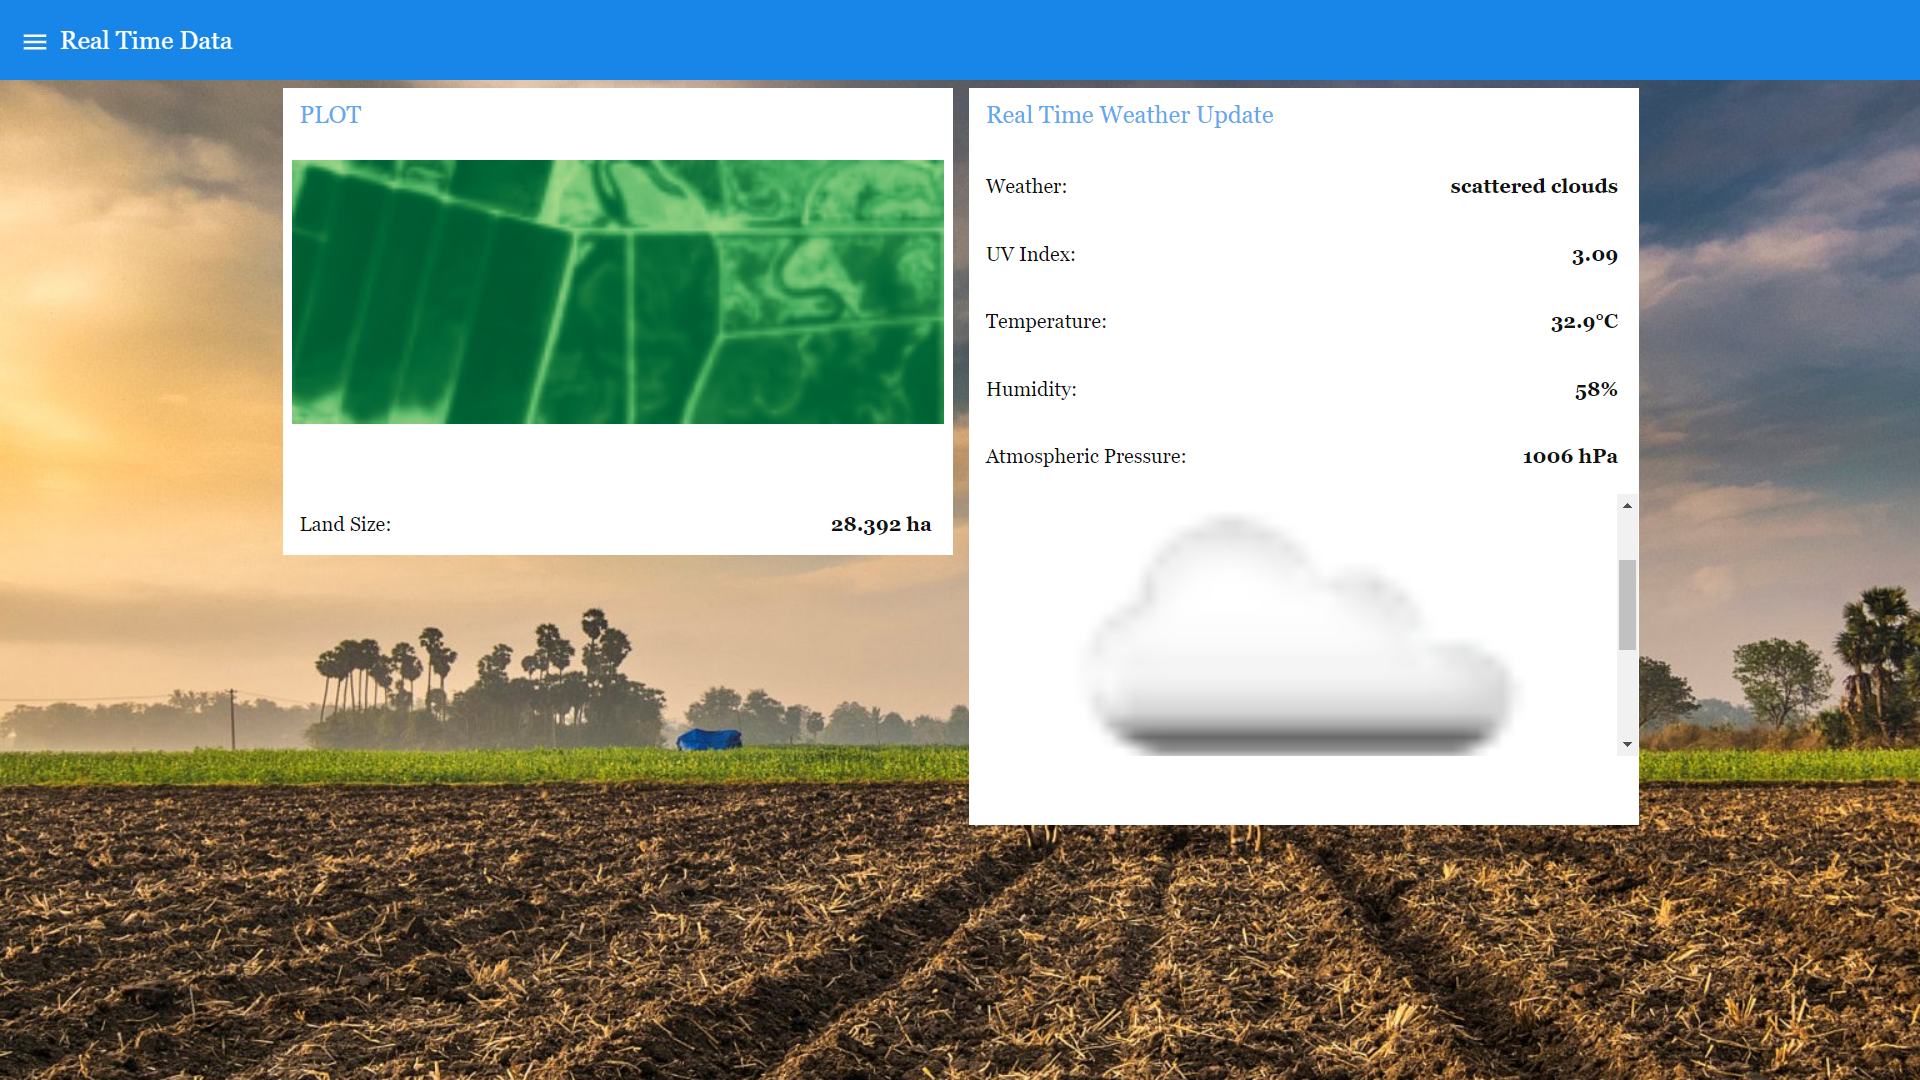 Real Time Data
PLOT
Land Size: 28.392 ha
Real Time Weather Update
Weather: scattered clouds
UV Index: 3.09
Temperature: 32.9°C
Humidity: 58%
Atmospheric Pressure: 1006 hPa